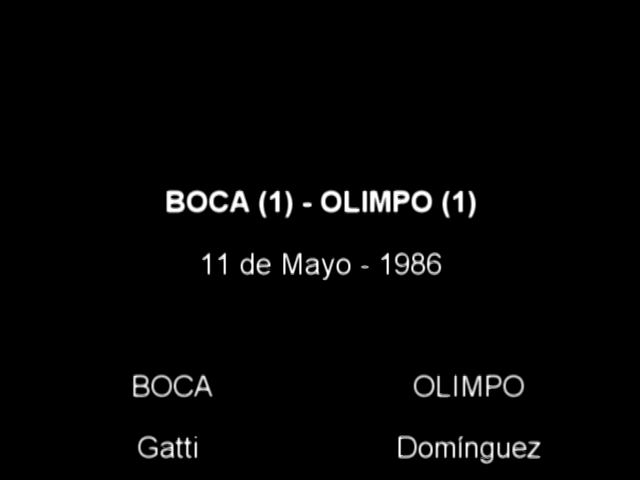 BOCA (1) - OLIMPO (1)
11 de Mayo - 1986
BOCA OLIMPO
Gatti Domínguez